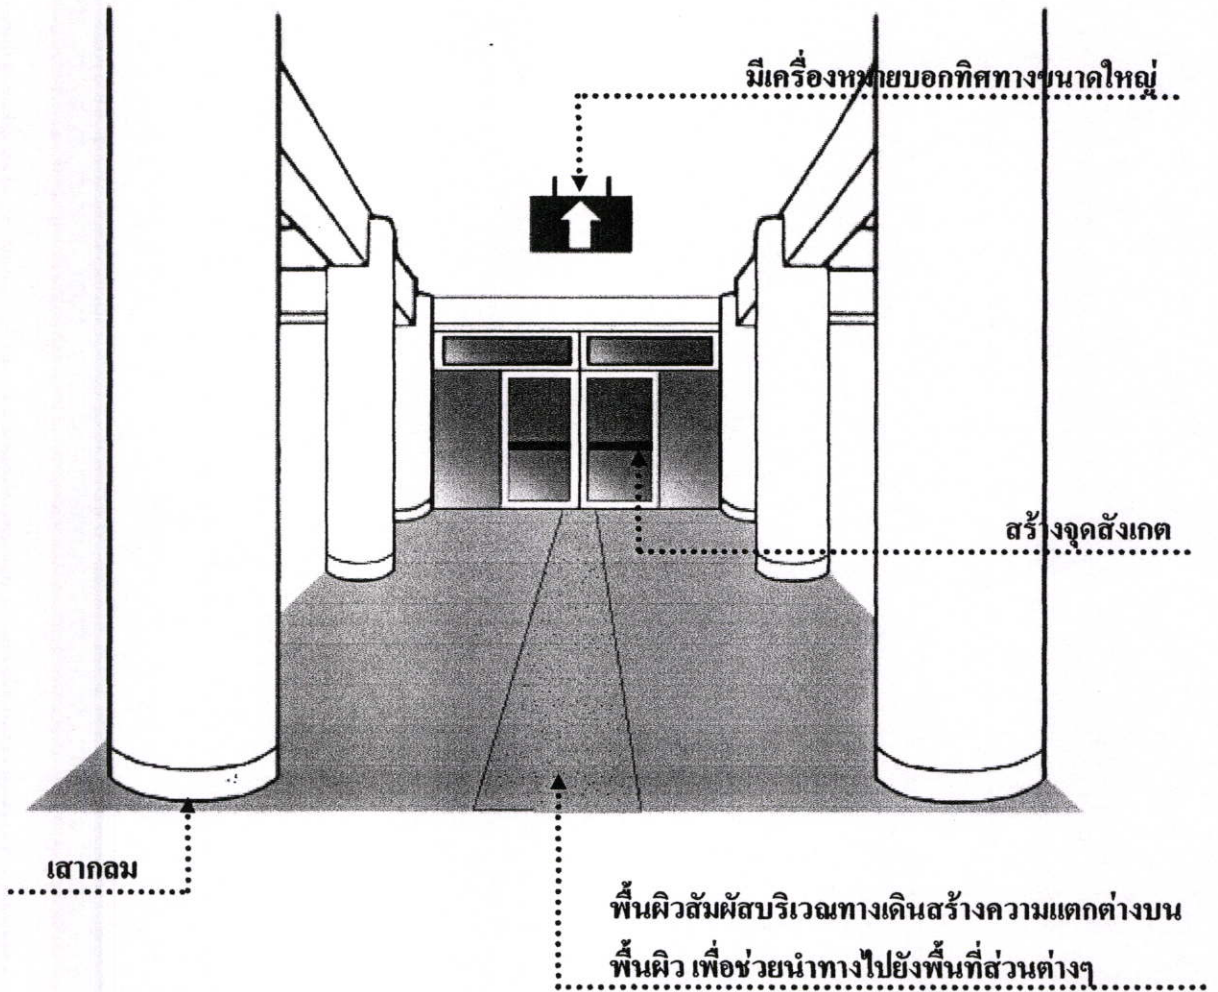 มีเครื่องหมายบอกทิศทางขนาดใหญ่
สร้างจุดสังเกต
เสากลม
พื้นผิวสัมผัสบริเวณทางเดินสร้างความแตกต่างบน
พื้นผิว เพื่อช่วยนำทางไปยังพื้นที่ส่วนต่างๆ